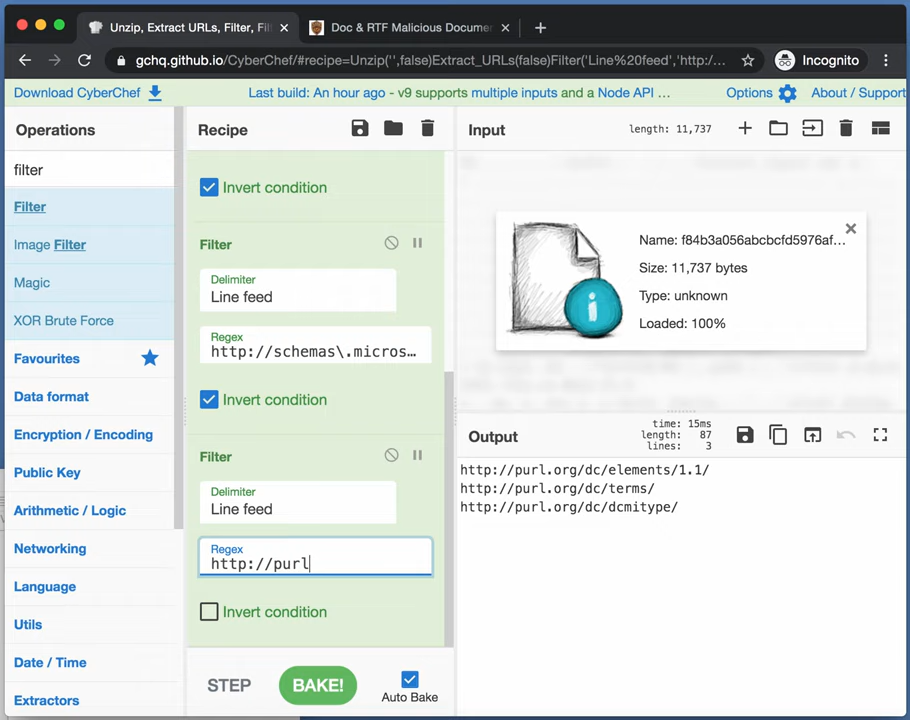 Unzip, Extract URLs, Filter, Fil
Doc & RTF Malicious Documen
gchq.github.io/CyberChef/#recipe=Unzip('',false)Extract_URLs(false)Filter('Line%20feed','http:/...
Incognito
Download CyberChef
Last build: An hour ago - v9 supports multiple inputs and a Node API ...
Options
About / Support
Operations
Recipe
Input
length: 11,737
filter
Filter
Image Filter
Magic
XOR Brute Force
Favourites
Data format
Encryption / Encoding
Public Key
Arithmetic / Logic
Networking
Language
Utils
Date / Time
Extractors
Invert condition
Filter
Delimiter
Line feed
Regex
http://schemas\.micros...
Invert condition
Filter
Delimiter
Line feed
Regex
http://purl
Invert condition
STEP
BAKE!
Auto Bake
Name: f84b3a056abcbcfd5976af...
Size: 11,737 bytes
Type: unknown
Loaded: 100%
Output
time: 15ms
length: 87
lines: 3
http://purl.org/dc/elements/1.1/
http://purl.org/dc/terms/
http://purl.org/dc/dcmitype/